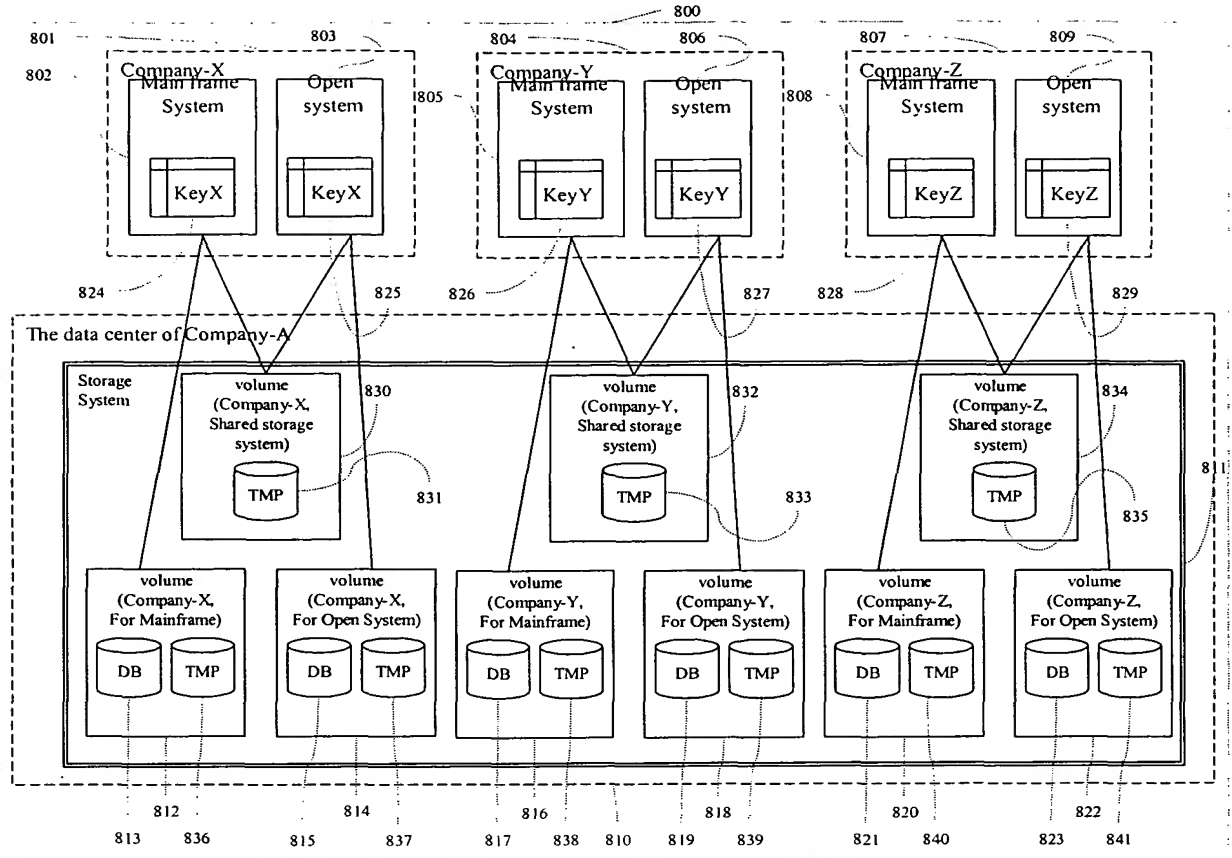 800
801
803
804
806
807
809
802
805
808
Company-X
Main frame
System
Open
system
KeyX
KeyX
Company-Y
Main frame
System
Open
system
KeyY
KeyY
Company-Z
Main frame
System
Open
system
KeyZ
KeyZ
824
825
826
827
828
829
The data center of Company-A
Storage
System
volume
(Company-X,
Shared storage
system)
TMP
830
831
volume
(Company-Y,
Shared storage
system)
TMP
832
833
volume
(Company-Z,
Shared storage
system)
TMP
834
835
811
volume
(Company-X,
For Mainframe)
DB
TMP
volume
(Company-X,
For Open System)
DB
TMP
volume
(Company-Y,
For Mainframe)
DB
TMP
volume
(Company-Y,
For Open System)
DB
TMP
volume
(Company-Z,
For Mainframe)
DB
TMP
volume
(Company-Z,
For Open System)
DB
TMP
812
814
816
818
820
822
813
836
815
837
817
838
810
819
839
821
840
823
841